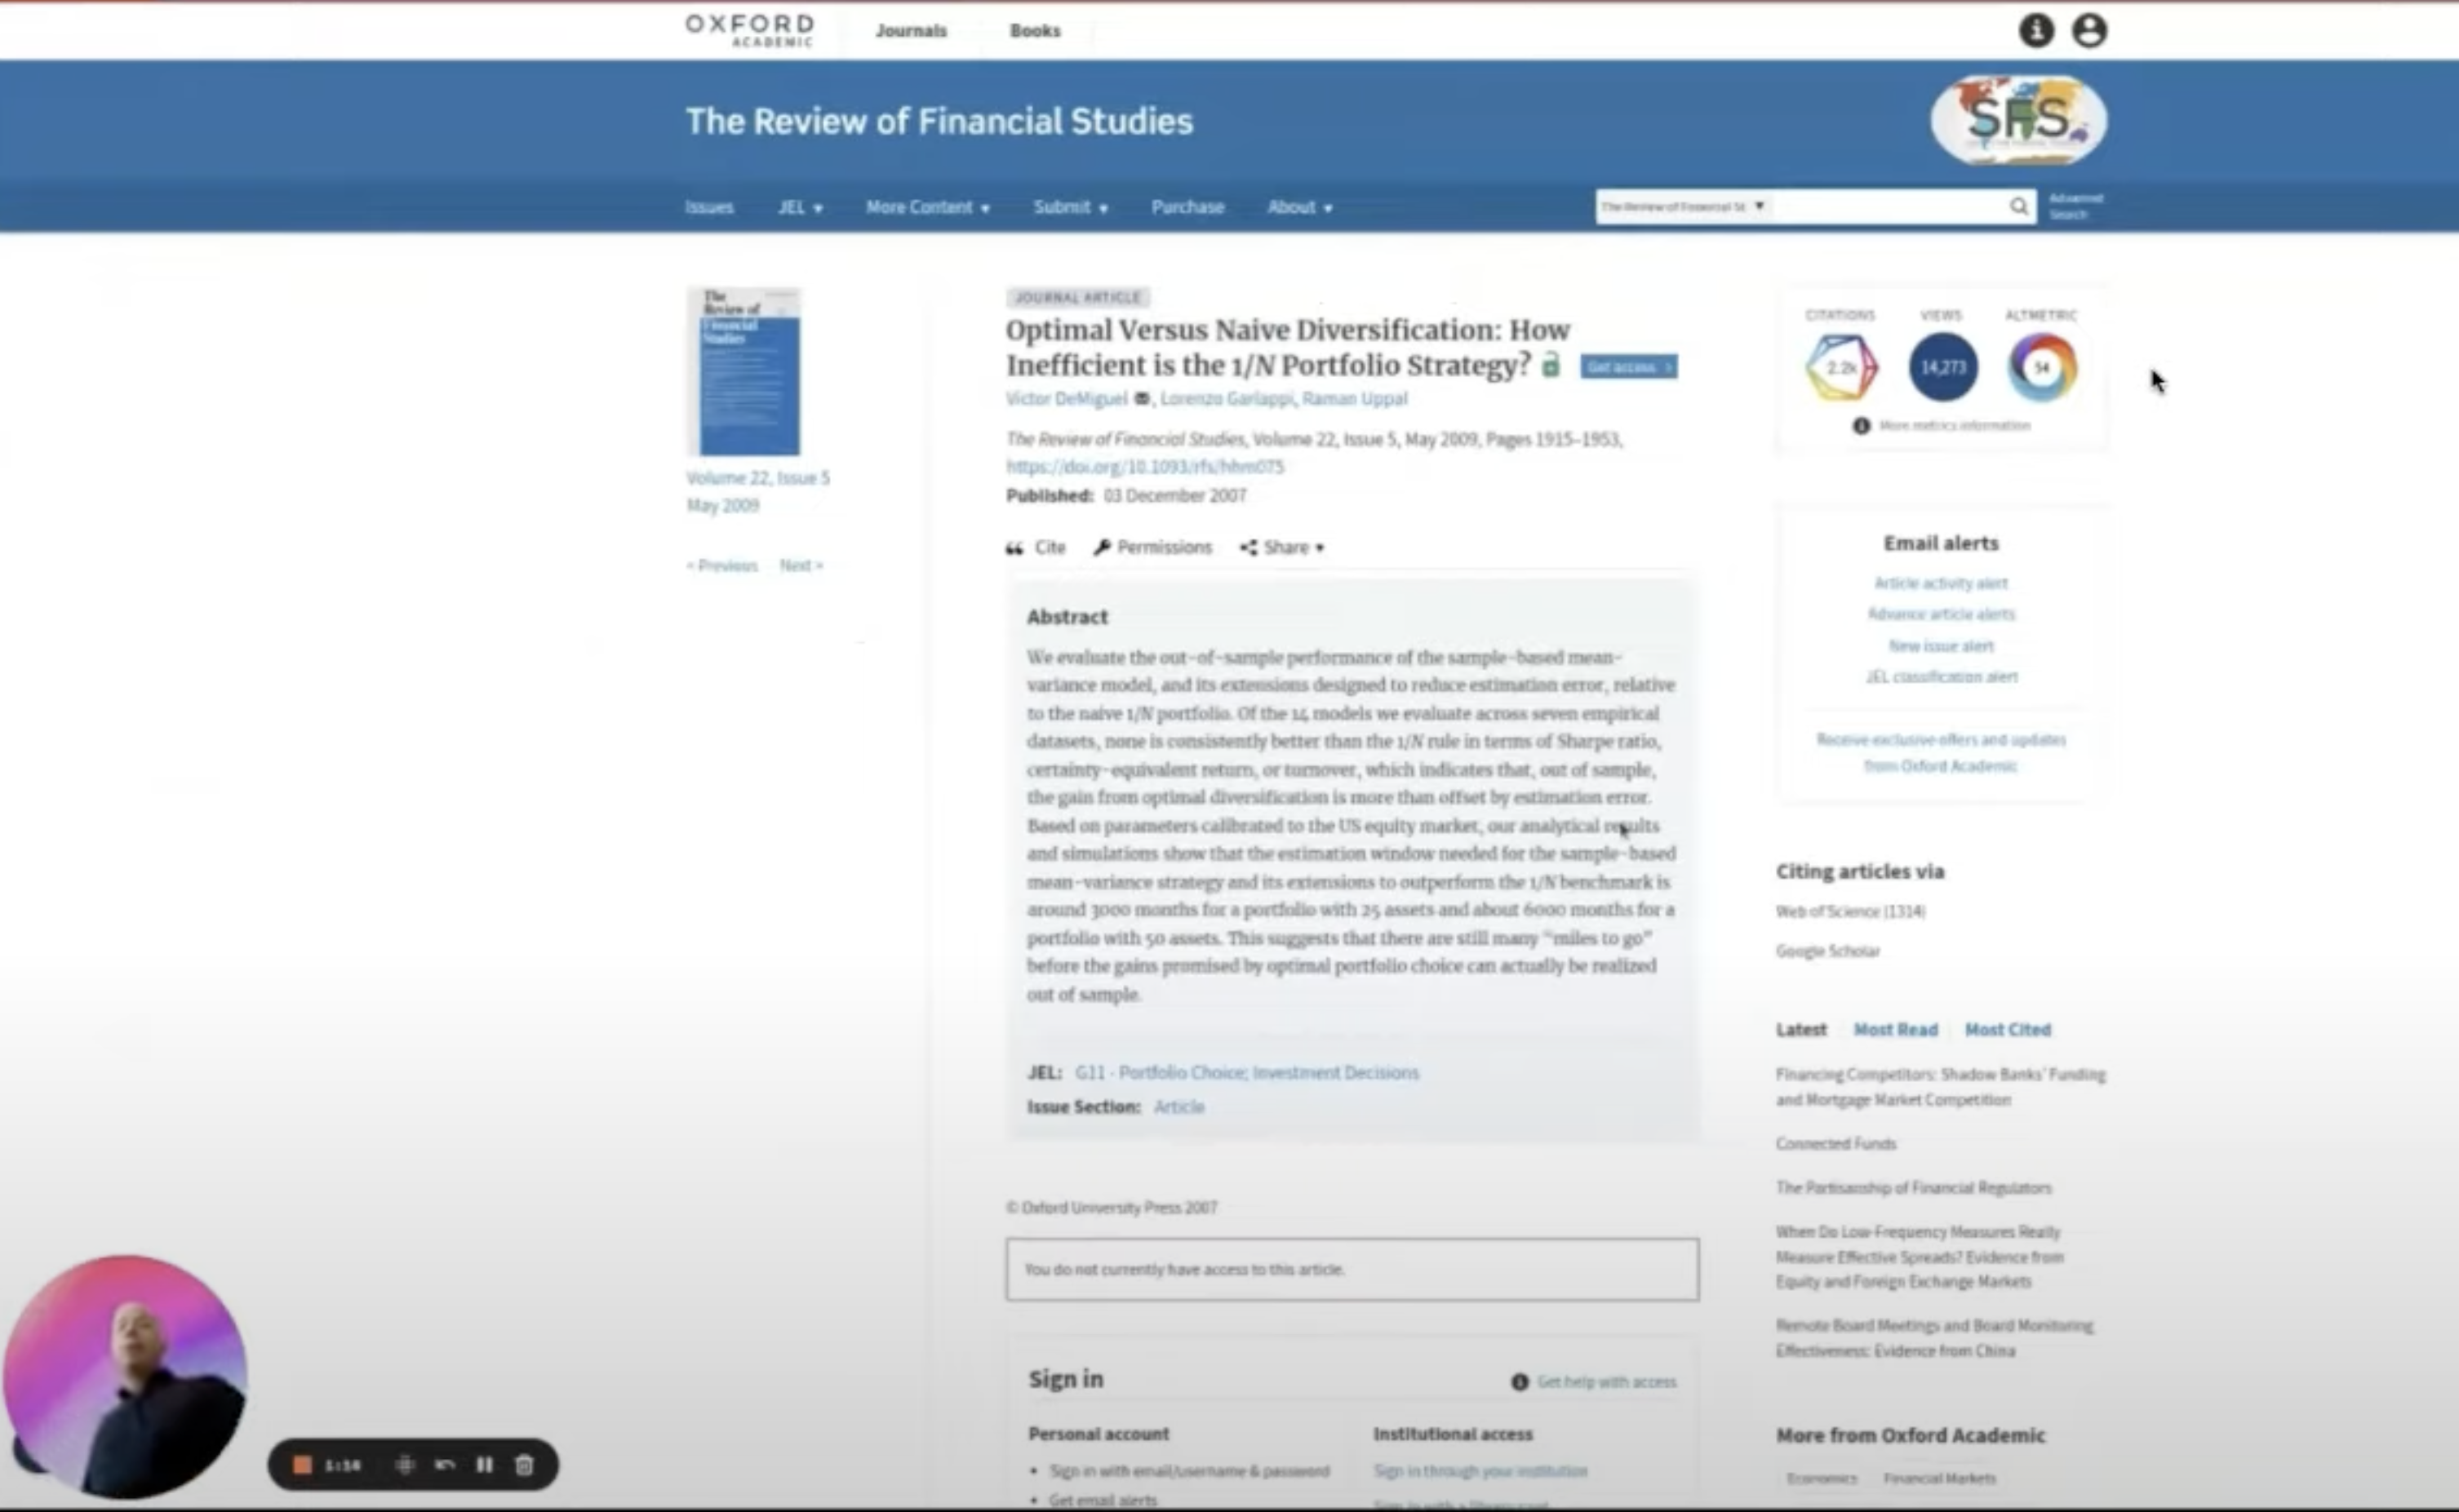 OXFORD
ACADEMIC
Journals
Books
The Review of Financial Studies
SFS
Issues
JEL
More Content
Submit
Purchase
About
The Review of Financial St
Advanced
Search
The
Review of
Financial
Studies
Volume 22, Issue 5
May 2009
< Previous
Next >
JOURNAL ARTICLE
Optimal Versus Naive Diversification: How
Inefficient is the 1/N Portfolio Strategy?
Get access
Victor DeMiguel, Lorenzo Garlappi, Raman Uppal
The Review of Financial Studies, Volume 22, Issue 5, May 2009, Pages 1915–1953,
https://doi.org/10.1093/rfs/hhm075
Published: 03 December 2007
Cite
Permissions
Share
Abstract
We evaluate the out-of-sample performance of the sample-based mean-
variance model, and its extensions designed to reduce estimation error, relative
to the naive 1/N portfolio. Of the 14 models we evaluate across seven empirical
datasets, none is consistently better than the 1/N rule in terms of Sharpe ratio,
certainty-equivalent return, or turnover, which indicates that, out of sample,
the gain from optimal diversification is more than offset by estimation error.
Based on parameters calibrated to the US equity market, our analytical results
and simulations show that the estimation window needed for the sample-based
mean-variance strategy and its extensions to outperform the 1/N benchmark is
around 3000 months for a portfolio with 25 assets and about 6000 months for a
portfolio with 50 assets. This suggests that there are still many “miles to go”
before the gains promised by optimal portfolio choice can actually be realized
out of sample.
JEL: G11 - Portfolio Choice; Investment Decisions
Issue Section: Article
© Oxford University Press 2007
You do not currently have access to this article.
Sign in
Get help with access
Personal account
• Sign in with email/username & password
• Get email alerts
Institutional access
Sign in through your institution
CITATIONS
VIEWS
ALTMETRIC
2.2k
14,273
54
More metrics information
Email alerts
Article activity alert
Advance article alerts
New issue alert
JEL classification alert
Receive exclusive offers and updates
from Oxford Academic
Citing articles via
Web of Science (1314)
Google Scholar
Latest
Most Read
Most Cited
Financing Competitors: Shadow Banks’ Funding
and Mortgage Market Competition
Connected Funds
The Partisanship of Financial Regulators
When Do Low-Frequency Measures Really
Measure Effective Spreads? Evidence from
Equity and Foreign Exchange Markets
Remote Board Meetings and Board Monitoring
Effectiveness: Evidence from China
More from Oxford Academic
Economics
Financial Markets